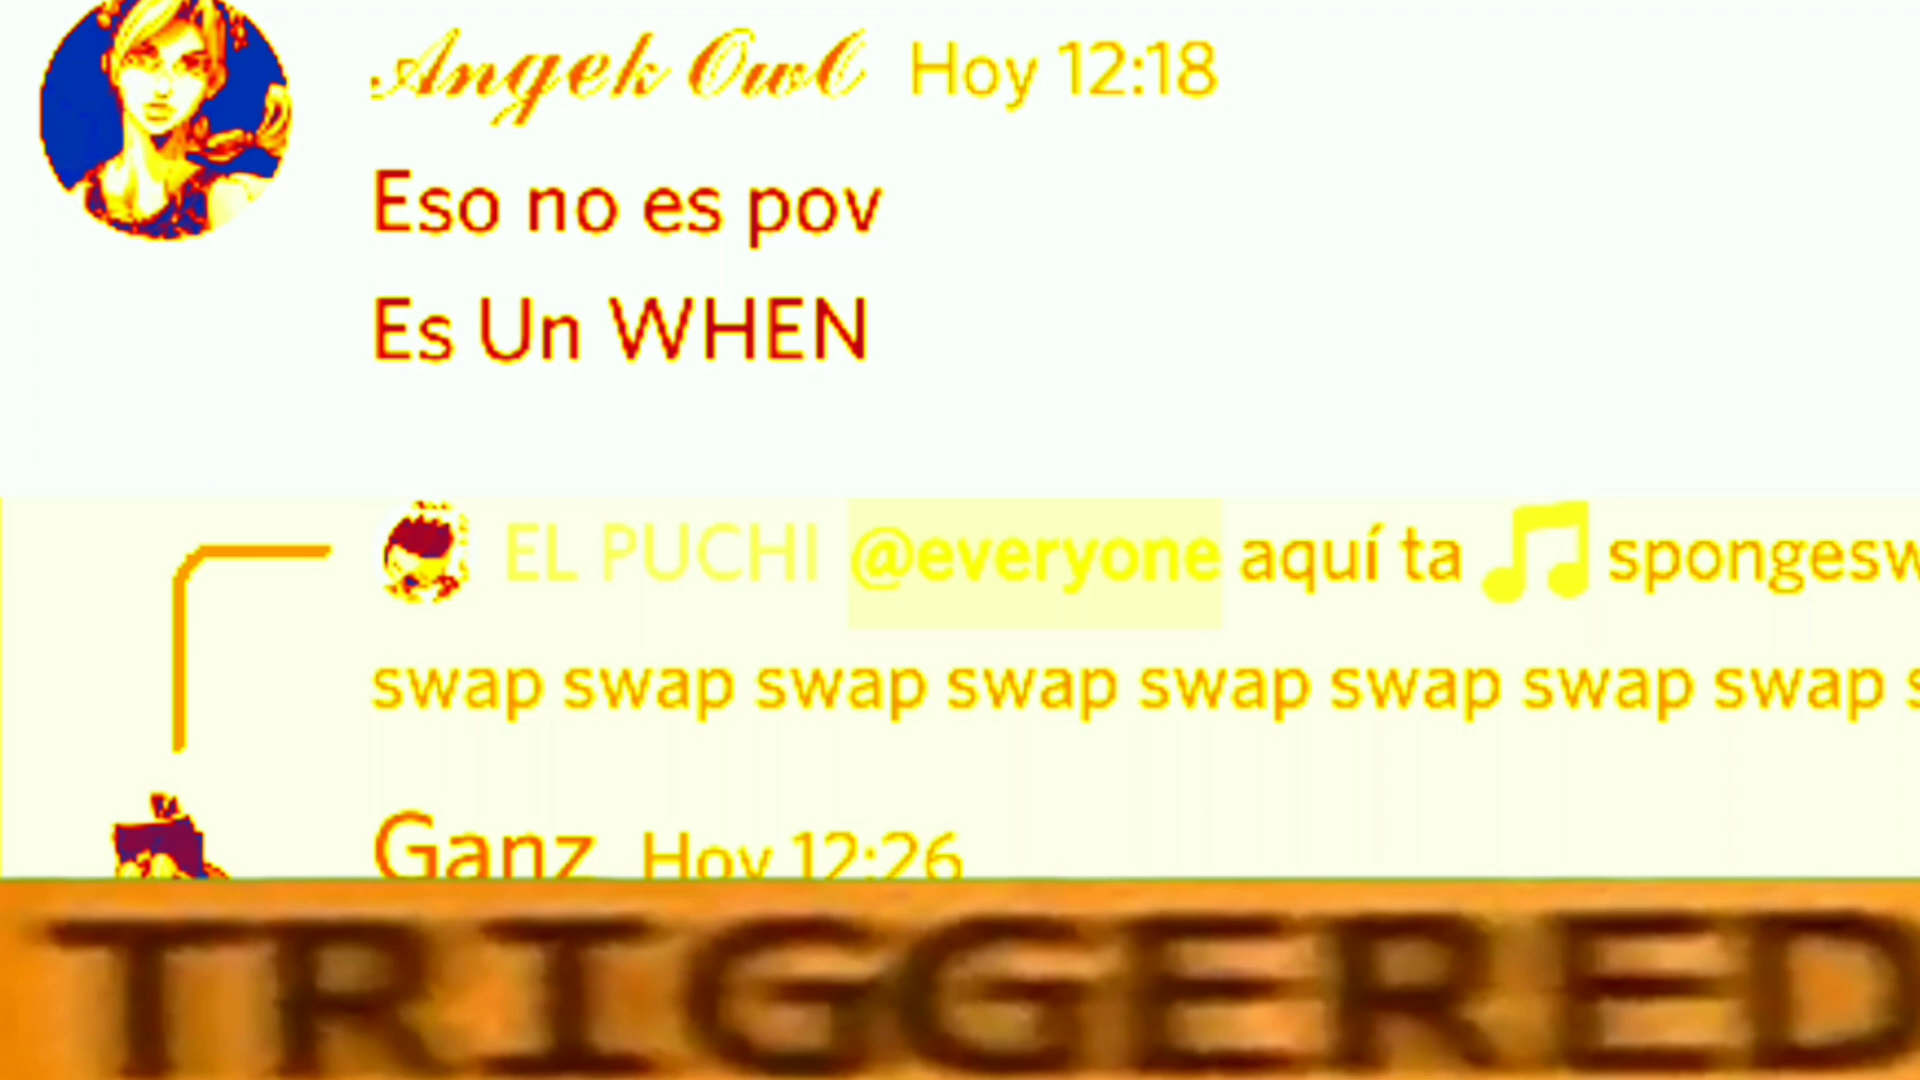 Angek Owl Hoy 12:18
Eso no es pov
Es Un WHEN
EL PUCHI @everyone aquí ta spongesw
swap swap swap swap swap swap swap swap s
Ganz Hoy 12:26
TRIGGERED